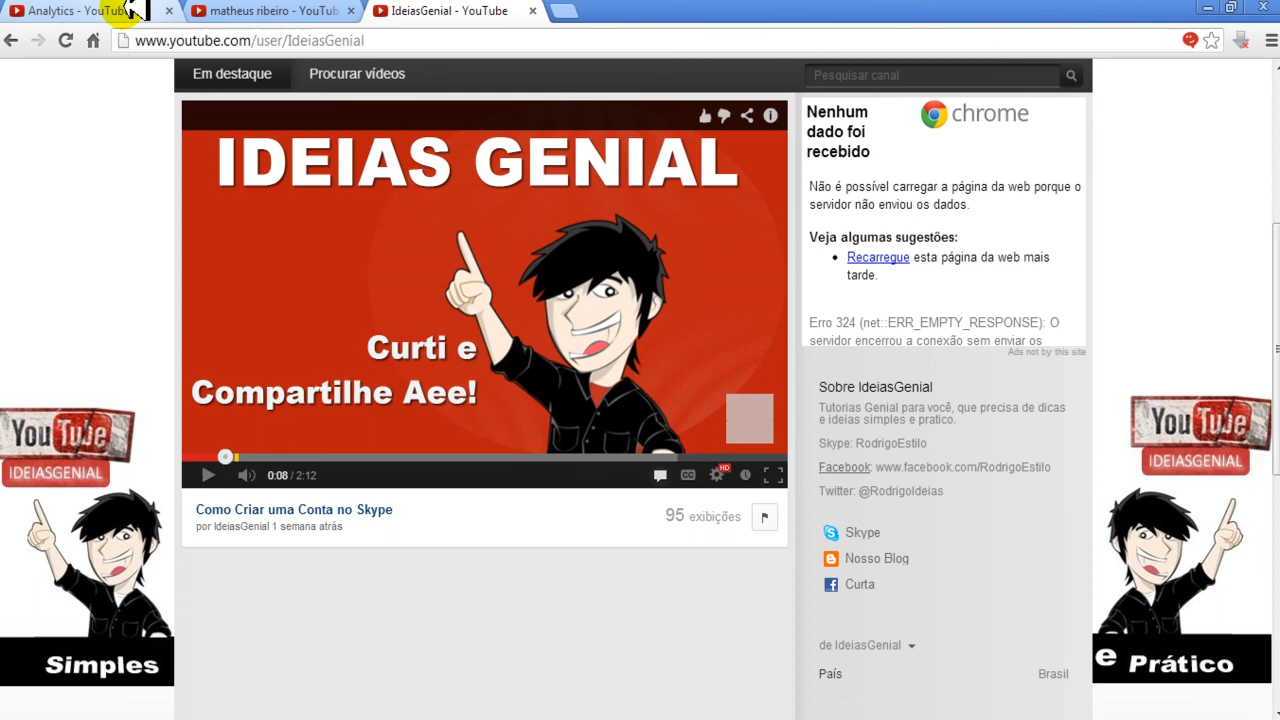 Analytics - YouTube
matheus ribeiro - YouTub
IdeiasGenial - YouTube
www.youtube.com/user/IdeiasGenial
Em destaque
Procurar vídeos
Pesquisar canal
IDEIAS GENIAL
Curti e
Compartilhe Aee!
HD
CC
0:08 / 2:12
Como Criar uma Conta no Skype
por IdeiasGenial 1 semana atrás
95 exibições
Nenhum
dado foi
recebido
chrome
Não é possível carregar a página da web porque o
servidor não enviou os dados.
Veja algumas sugestões:
Recarregue esta página da web mais
tarde.
Erro 324 (net::ERR_EMPTY_RESPONSE): O
servidor encerrou a conexão sem enviar os
Ads not by this site
Sobre IdeiasGenial
Tutorias Genial para você, que precisa de dicas
e ideias simples e pratico.
Skype: RodrigoEstilo
Facebook: www.facebook.com/RodrigoEstilo
Twitter: @RodrigoIdeias
Skype
Nosso Blog
Curta
de IdeiasGenial
País
Brasil
YouTube
IDEIASGENIAL
Simples
YouTube
IDEIASGENIAL
e Prático